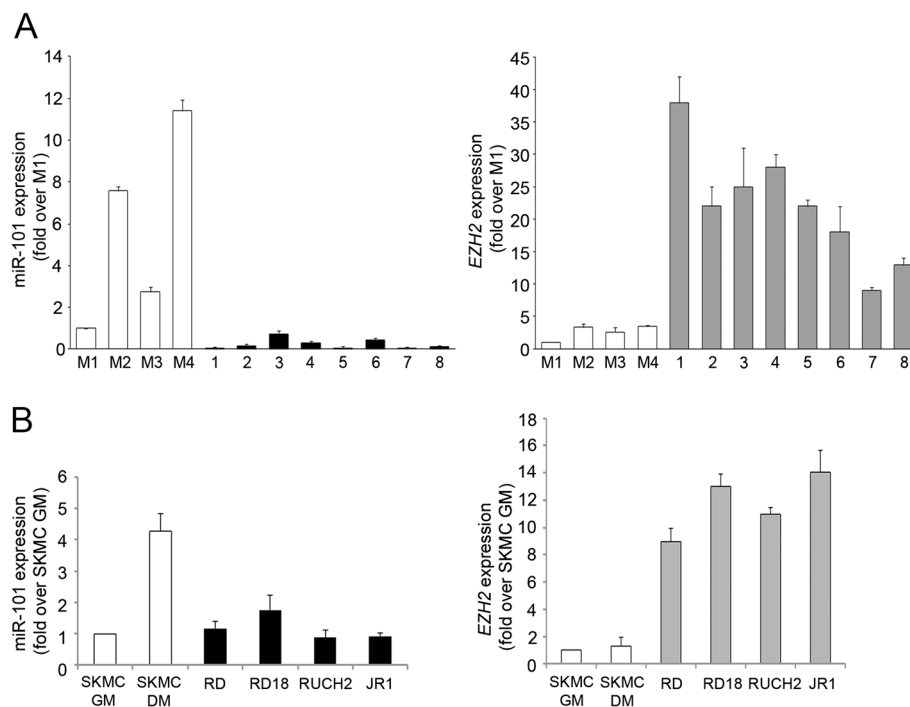 A
miR-101 expression
(fold over M1)
14
12
10
8
6
4
2
0
M1 M2 M3 M4 1 2 3 4 5 6 7 8
EZH2 expression
(fold over M1)
45
40
35
30
25
20
15
10
5
0
M1 M2 M3 M4 1 2 3 4 5 6 7 8
B
miR-101 expression
(fold over SKMC GM)
6
5
4
3
2
1
0
SKMC SKMC RD RD18 RUCH2 JR1
GM DM
EZH2 expression
(fold over SKMC GM)
18
16
14
12
10
8
6
4
2
0
SKMC SKMC RD RD18 RUCH2 JR1
GM DM